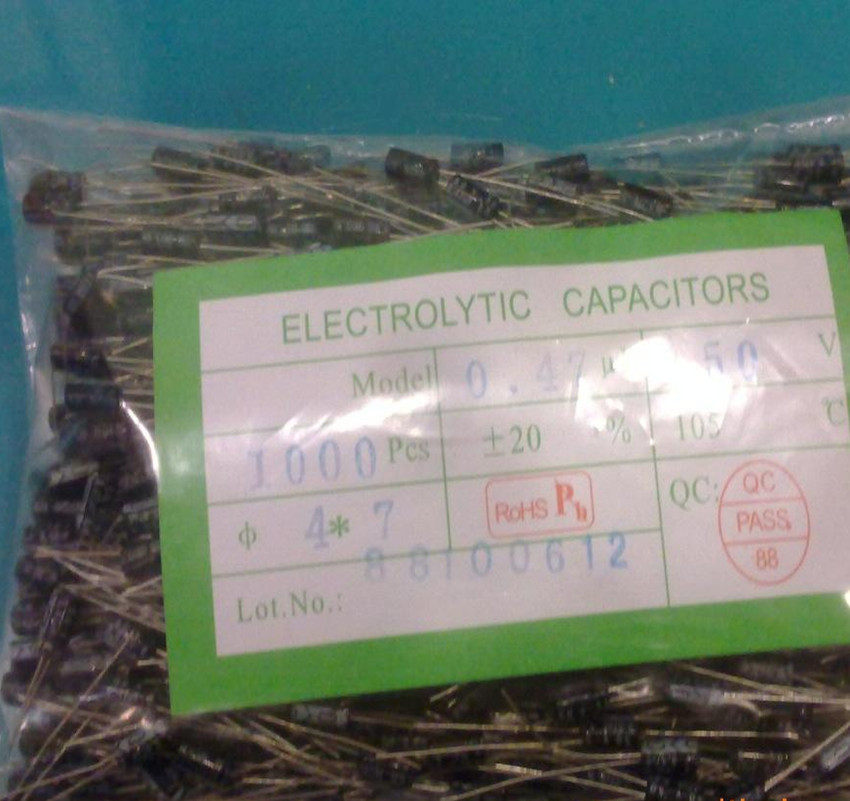 ELECTROLYTIC CAPACITORS
Model 0.47 μ 50 V
1000 Pcs ±20 % 105 ℃
ϕ 4* 7 RoHS Pb QC: QC PASS 88
Lot.No.: 88100612